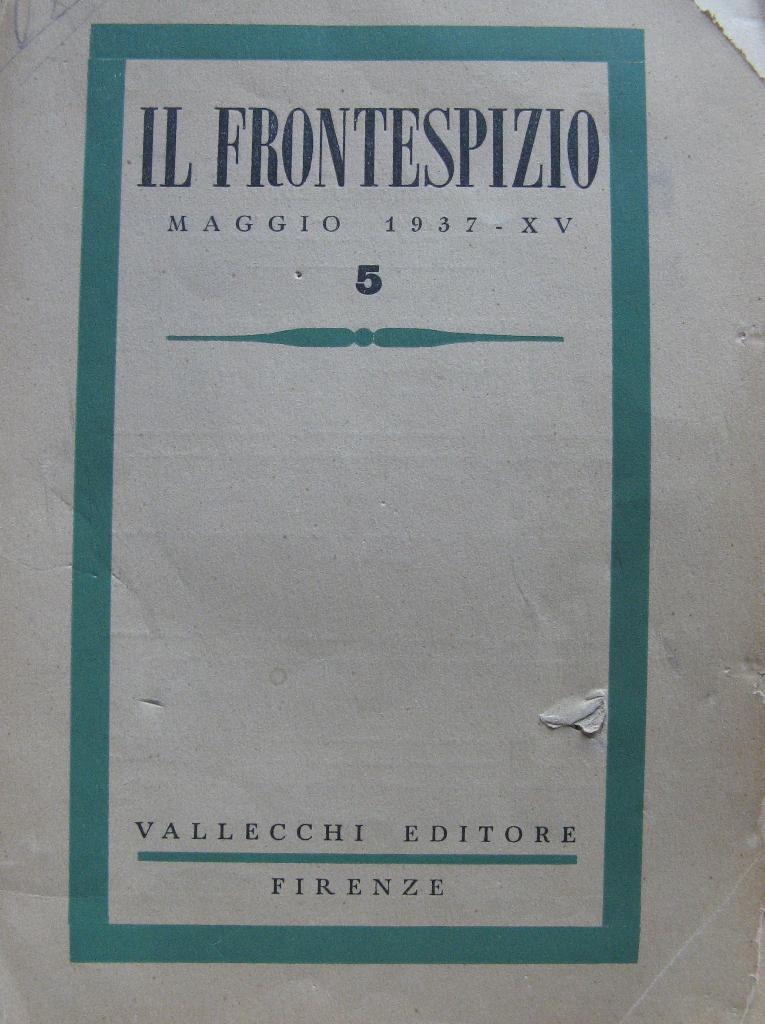 IL FRONTESPIZIO
MAGGIO 1937 - XV
5
VALLECCHI EDITORE
FIRENZE